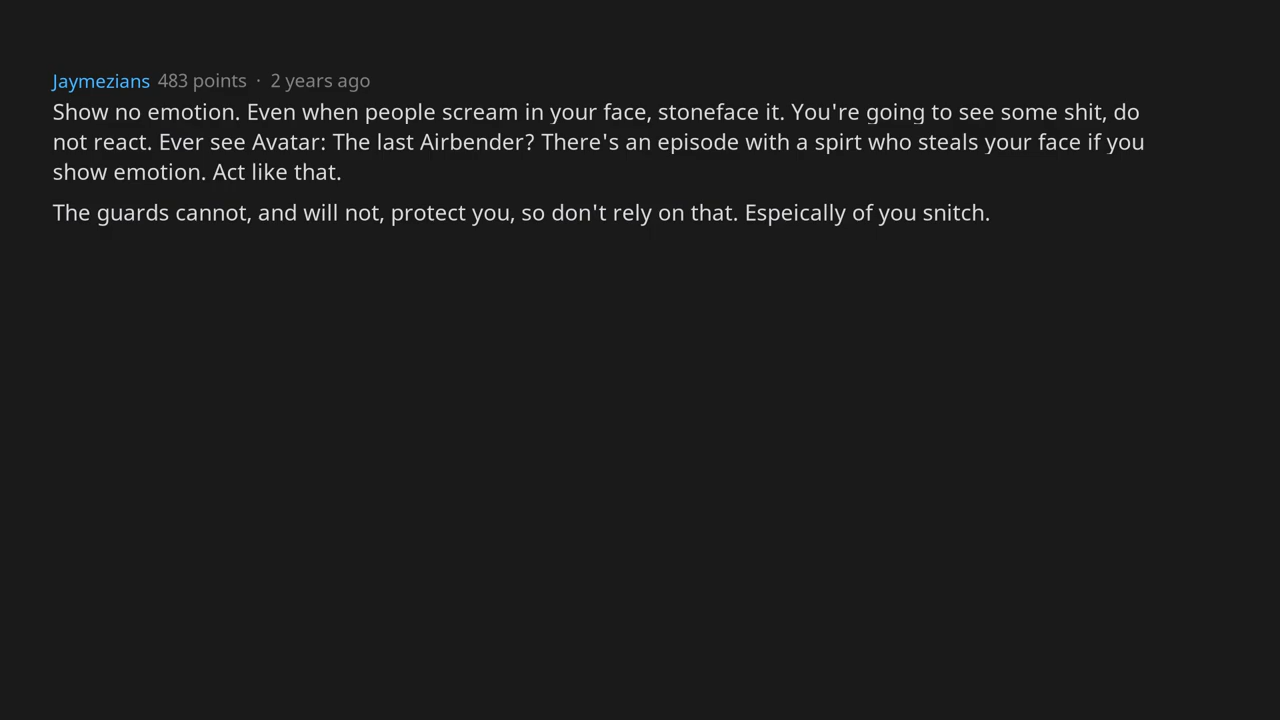 Jaymezians 483 points · 2 years ago
Show no emotion. Even when people scream in your face, stoneface it. You're going to see some shit, do
not react. Ever see Avatar: The last Airbender? There's an episode with a spirt who steals your face if you
show emotion. Act like that.
The guards cannot, and will not, protect you, so don't rely on that. Espeically of you snitch.